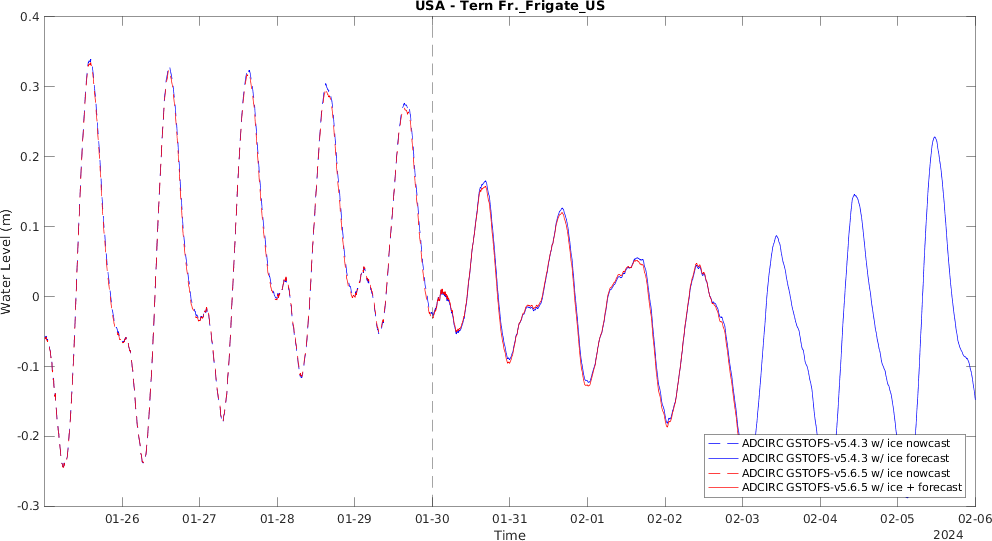 USA - Tern Fr._Frigate_US
0.4
0.3
0.2
0.1
0
-0.1
-0.2
-0.3
Water Level (m)
01-26 01-27 01-28 01-29 01-30 01-31 02-01 02-02 02-03 02-04 02-05 02-06
Time
2024
ADCIRC GSTOFS-v5.4.3 w/ ice nowcast
ADCIRC GSTOFS-v5.4.3 w/ ice forecast
ADCIRC GSTOFS-v5.6.5 w/ ice nowcast
ADCIRC GSTOFS-v5.6.5 w/ ice + forecast